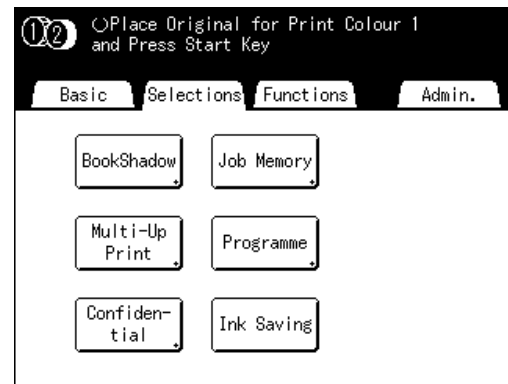 12 Place Original for Print Colour 1
and Press Start Key
Basic Selections Functions Admin.
BookShadow Job Memory
Multi-Up
Print
Programme
Confiden-
tial
Ink Saving